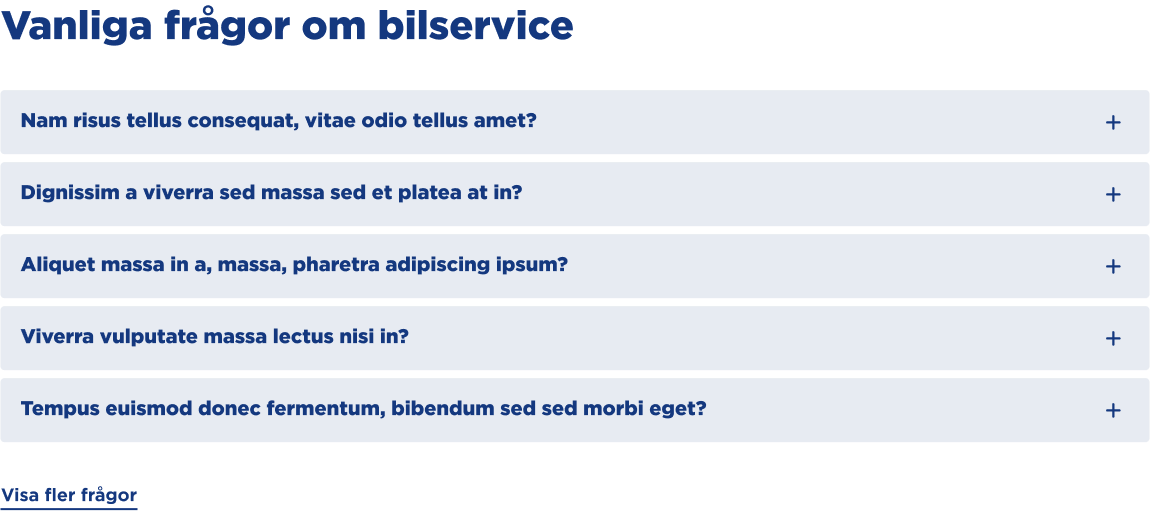 Vanliga frågor om bilservice
Nam risus tellus consequat, vitae odio tellus amet?
Dignissim a viverra sed massa sed et platea at in?
Aliquet massa in a, massa, pharetra adipiscing ipsum?
Viverra vulputate massa lectus nisi in?
Tempus euismod donec fermentum, bibendum sed sed morbi eget?
Visa fler frågor